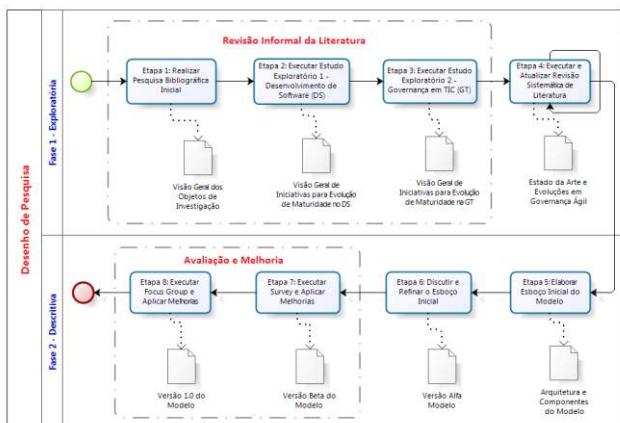 Desenho de Pesquisa
Fase 1 - Exploratória
Revisão Informal da Literatura
Etapa 1: Realizar
Pesquisa Bibliográfica
Inicial
Etapa 2: Executar Estudo
Exploratório 1 -
Desenvolvimento de
Software (DS)
Etapa 3: Executar Estudo
Exploratório 2 -
Governança em TIC (GT)
Etapa 4: Executar e
Atualizar Revisão
Sistemática de
Literatura
Visão Geral dos
Objetos de
Investigação
Visão Geral de
Iniciativas para Evolução
de Maturidade no DS
Visão Geral de
Iniciativas para Evolução
de Maturidade na GT
Estado da Arte e
Evoluções em
Governança Ágil
Fase 2 - Descritiva
Avaliação e Melhoria
Etapa 8: Executar
Focus Group e
Aplicar Melhorias
Etapa 7: Executar
Survey e Aplicar
Melhorias
Etapa 6: Discutir e
Refinar o Esboço
Inicial
Etapa 5: Elaborar
Esboço Inicial do
Modelo
Versão 1.0 do
Modelo
Versão Beta do
Modelo
Versão Alfa
Modelo
Arquitetura e
Componentes
do Modelo